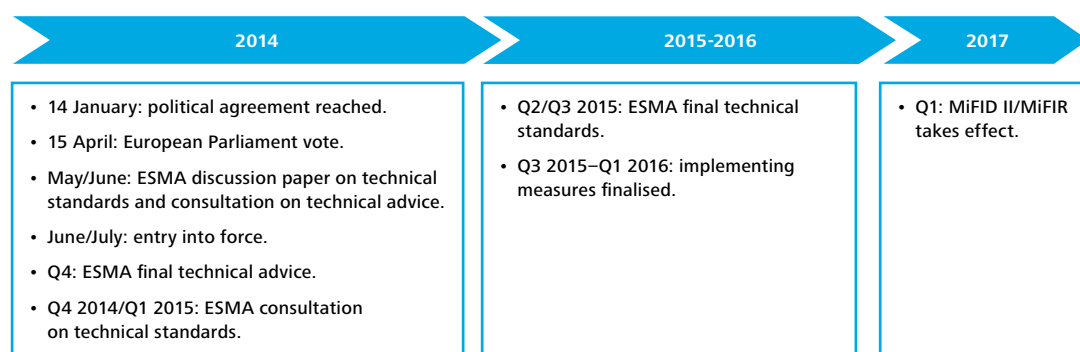 2014
• 14 January: political agreement reached.
• 15 April: European Parliament vote.
• May/June: ESMA discussion paper on technical
standards and consultation on technical advice.
• June/July: entry into force.
• Q4: ESMA final technical advice.
• Q4 2014/Q1 2015: ESMA consultation
on technical standards.
2015-2016
• Q2/Q3 2015: ESMA final technical
standards.
• Q3 2015–Q1 2016: implementing
measures finalised.
2017
• Q1: MiFID II/MiFIR
takes effect.